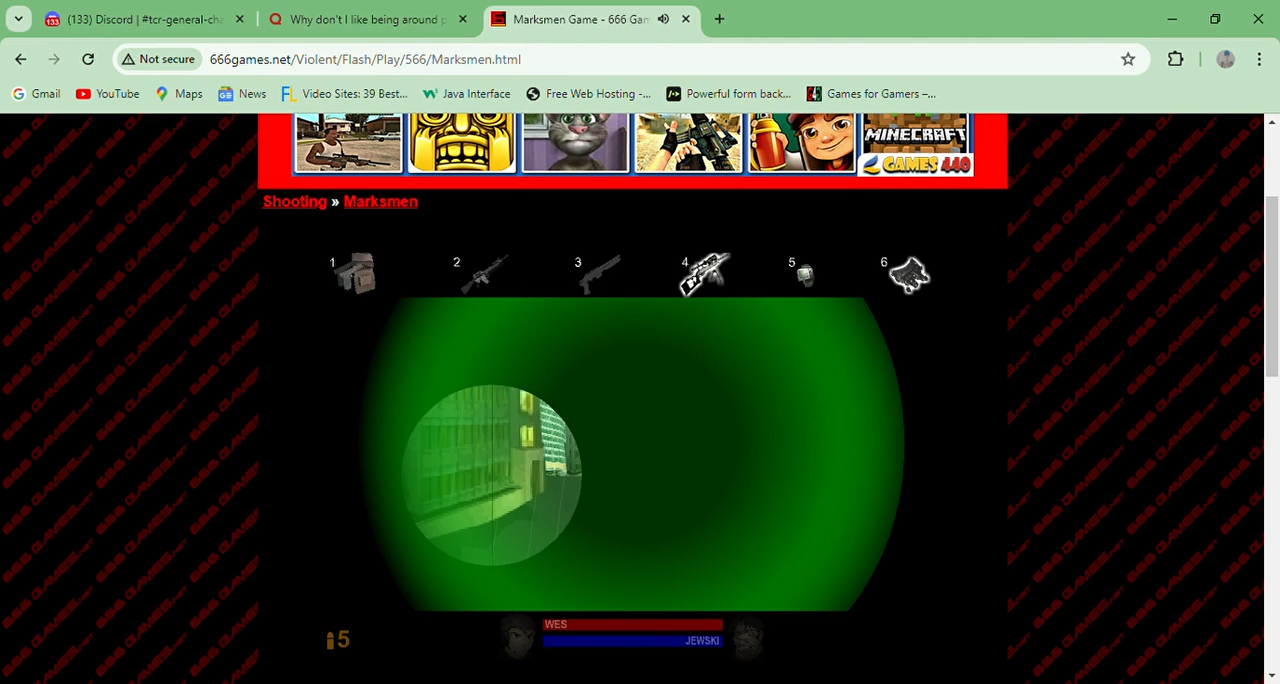 (133) Discord | #tcr-general-cha
Why don't I like being around p
Marksmen Game - 666 Gam
Not secure
666games.net/Violent/Flash/Play/566/Marksmen.html
Gmail
YouTube
Maps
News
Video Sites: 39 Best...
Java Interface
Free Web Hosting -...
Powerful form back...
Games for Gamers –...
MINECRAFT
GAMES 440
Shooting » Marksmen
1
2
3
4
5
6
WES
JEWSKI
5